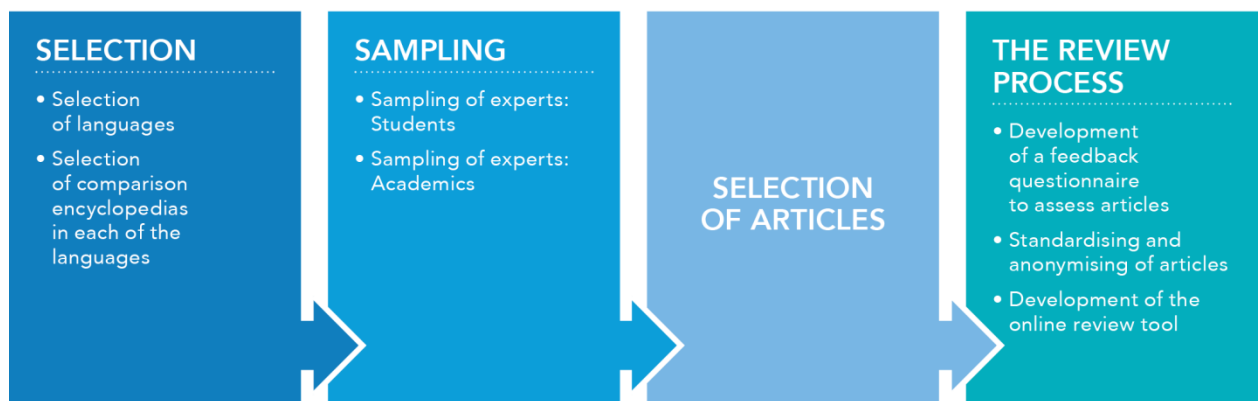 SELECTION
• Selection
of languages
• Selection
of comparison
encyclopedias
in each of the
languages
SAMPLING
• Sampling of experts:
Students
• Sampling of experts:
Academics
SELECTION
OF ARTICLES
THE REVIEW
PROCESS
• Development
of a feedback
questionnaire
to assess articles
• Standardising and
anonymising of articles
• Development of the
online review tool